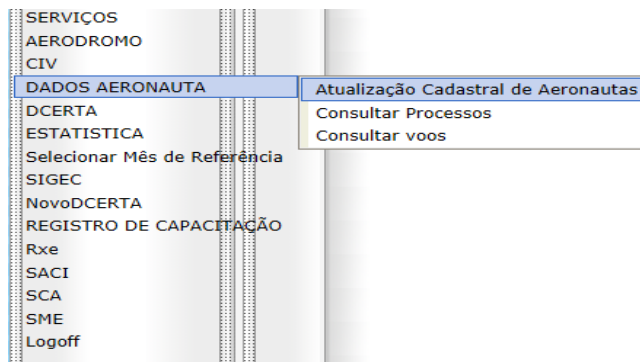 SERVIÇOS
AERODROMO
CIV
DADOS AERONAUTA
Atualização Cadastral de Aeronautas
DCERTA
Consultar Processos
ESTATISTICA
Consultar voos
Selecionar Mês de Referência
SIGEC
NovoDCERTA
REGISTRO DE CAPACITAÇÃO
Rxe
SACI
SCA
SME
Logoff